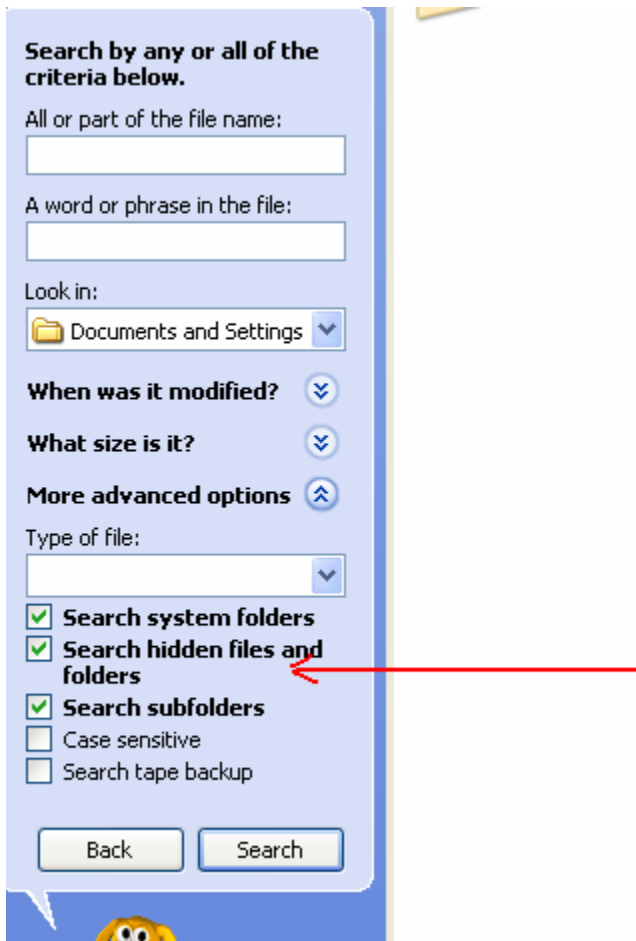 Search by any or all of the
criteria below.
All or part of the file name:
A word or phrase in the file:
Look in:
Documents and Settings
When was it modified?
What size is it?
More advanced options
Type of file:
Search system folders
Search hidden files and
folders
Search subfolders
Case sensitive
Search tape backup
Back Search